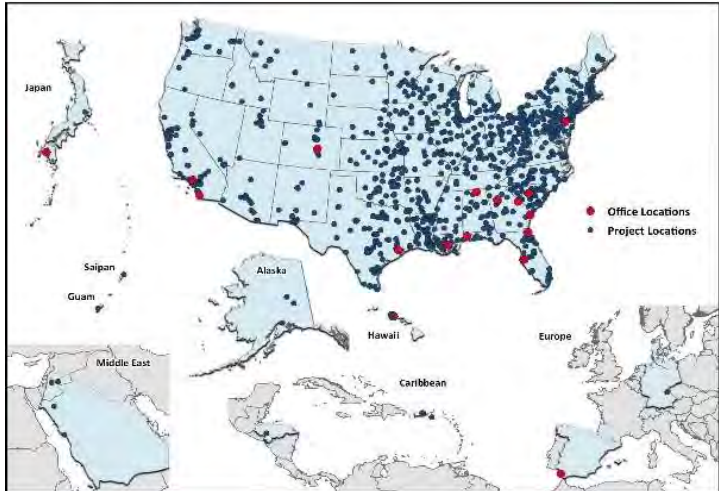 Japan
Office Locations
Project Locations
Saipan
Alaska
Guam
Hawaii
Europe
Middle East
Caribbean